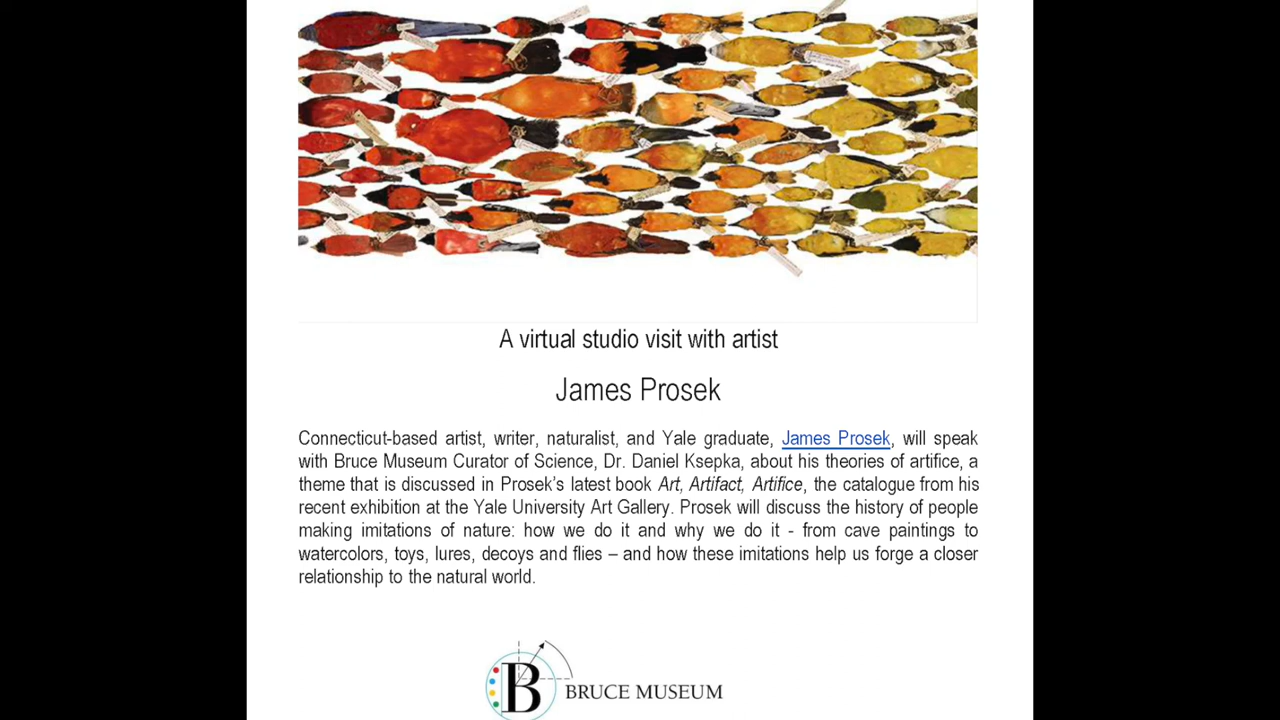 A virtual studio visit with artist
James Prosek
Connecticut-based artist, writer, naturalist, and Yale graduate, James Prosek, will speak
with Bruce Museum Curator of Science, Dr. Daniel Ksepka, about his theories of artifice, a
theme that is discussed in Prosek's latest book Art, Artifact, Artifice, the catalogue from his
recent exhibition at the Yale University Art Gallery. Prosek will discuss the history of people
making imitations of nature: how we do it and why we do it - from cave paintings to
watercolors, toys, lures, decoys and flies – and how these imitations help us forge a closer
relationship to the natural world.
B BRUCE MUSEUM